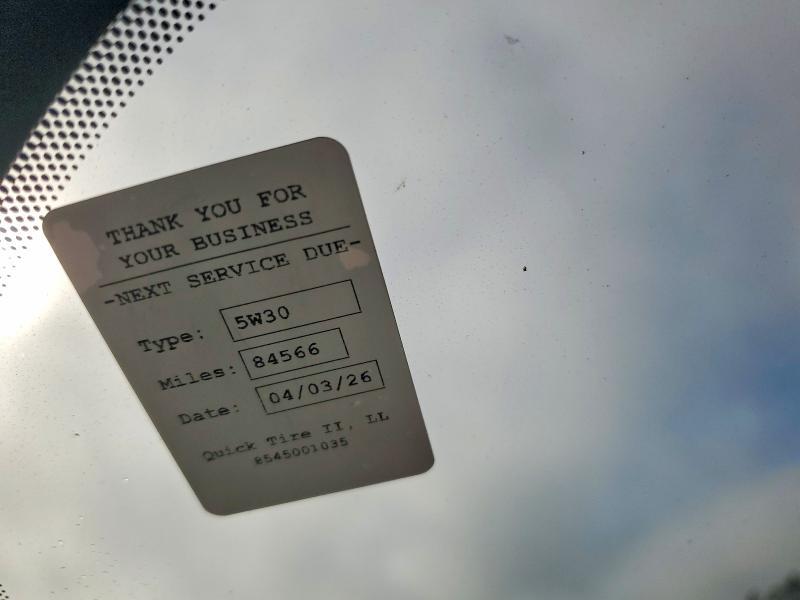 THANK YOU FOR
YOUR BUSINESS
-NEXT SERVICE DUE-
Type: 5W30
Miles: 84566
Date: 04/03/26
Quick Tire II, LL
8545001035